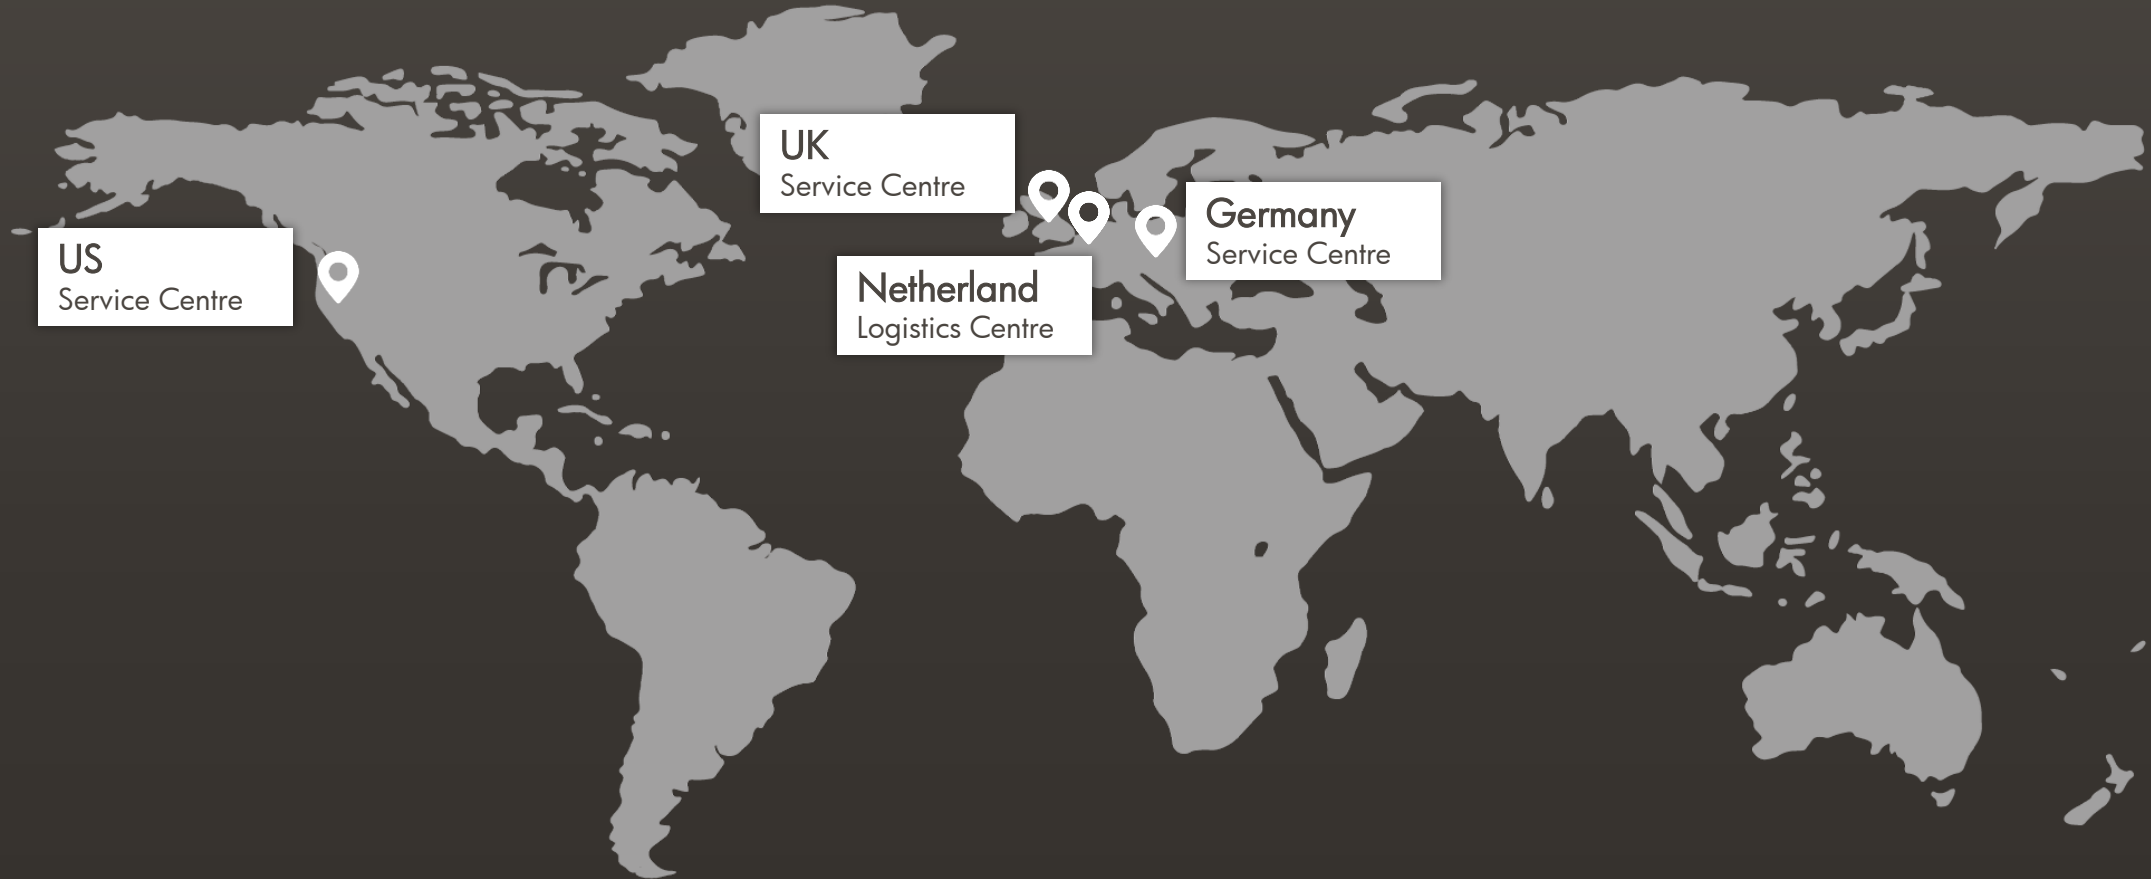 UK
Service Centre
Germany
Service Centre
US
Service Centre
Netherland
Logistics Centre